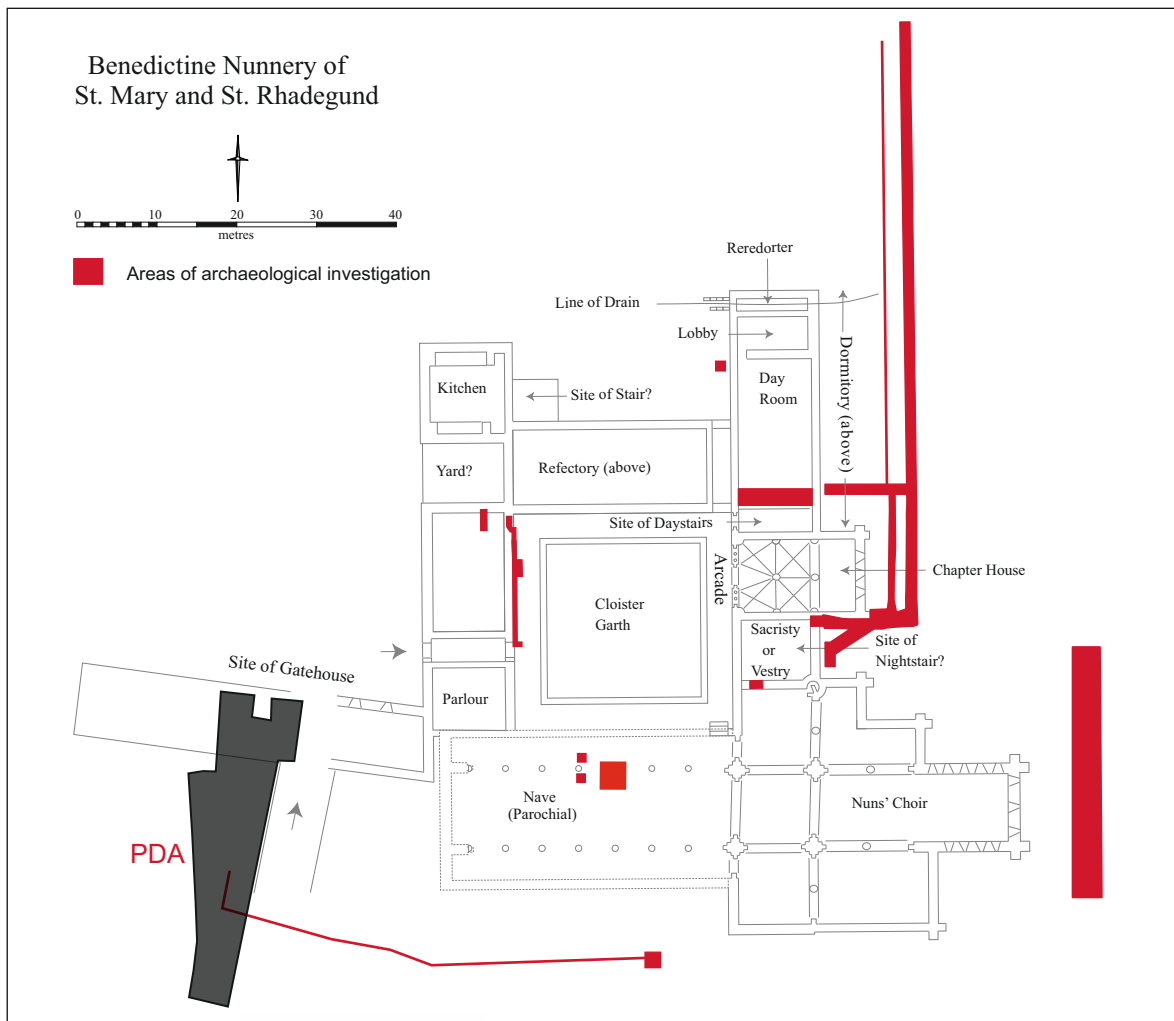 Benedictine Nunnery of
St. Mary and St. Rhadegund
0 10 20 30 40
metres
Areas of archaeological investigation
Reredorter
Line of Drain
Lobby
Dormitory (above)
Kitchen
Day
Room
Site of Stair?
Yard?
Refectory (above)
Site of Daystairs
Arcade
Chapter House
Cloister
Garth
Sacristy
or
Vestry
Site of
Nightstair?
Site of Gatehouse
Parlour
Nave
(Parochial)
Nuns' Choir
PDA